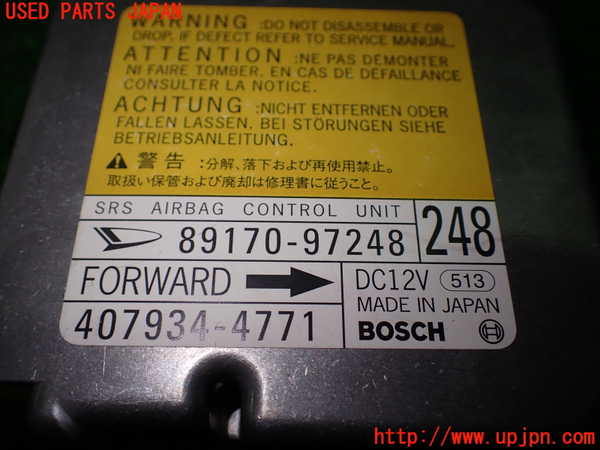 USED PARTS JAPAN
WARNING :DO NOT DISASSEMBLE OR
DROP, IF DEFECT REFER TO SERVICE MANUAL.
ATTENTION :NE PAS DEMONTER
NI FAIRE TOMBER, EN CAS DE DEFAILLANCE
CONSULTER LA NOTICE.
ACHTUNG :NICHT ENTFERNEN ODER
FALLEN LASSEN. BEI STÖRUNGEN SIEHE
BETRIEBSANLEITUNG.
警告 :分解、落下および再使用禁止。
取扱い保管および廃却は修理書に従うこと。
SRS AIRBAG CONTROL UNIT
89170-97248
248
FORWARD
DC12V 513
MADE IN JAPAN
407934-4771
BOSCH
http://www.upjpn.com/